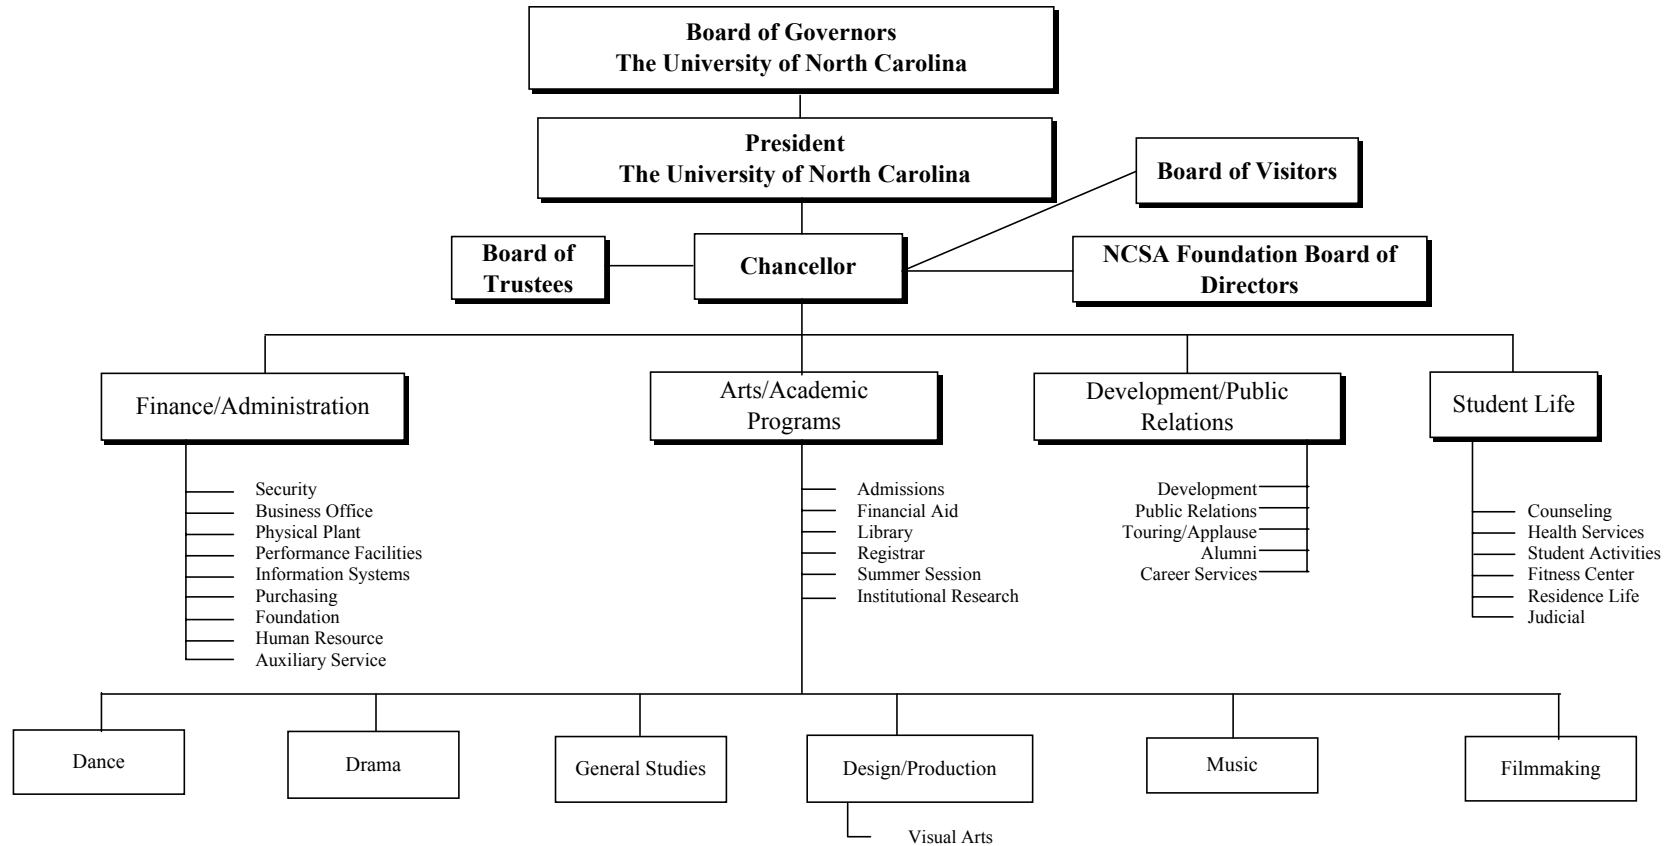 Board of Governors
The University of North Carolina
President
The University of North Carolina
Board of Visitors
Board of
Trustees
Chancellor
NCSA Foundation Board of
Directors
Finance/Administration
Arts/Academic
Programs
Development/Public
Relations
Student Life
Security
Business Office
Physical Plant
Performance Facilities
Information Systems
Purchasing
Foundation
Human Resource
Auxiliary Service
Admissions
Financial Aid
Library
Registrar
Summer Session
Institutional Research
Development
Public Relations
Touring/Applause
Alumni
Career Services
Counseling
Health Services
Student Activities
Fitness Center
Residence Life
Judicial
Dance
Drama
General Studies
Design/Production
Music
Filmmaking
Visual Arts